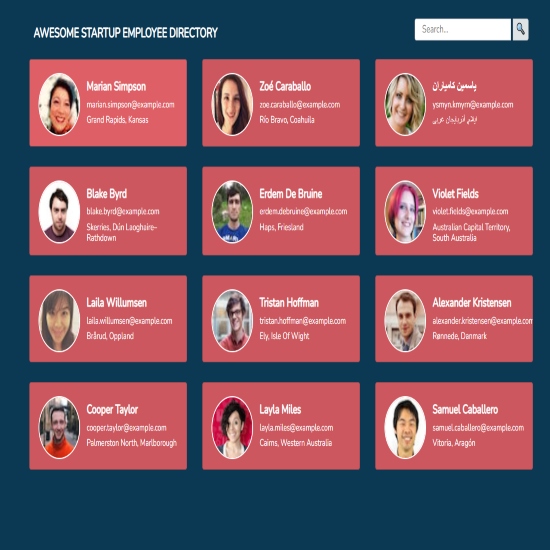 AWESOME STARTUP EMPLOYEE DIRECTORY
Search...
Marian Simpson
marian.simpson@example.com
Grand Rapids, Kansas
Zoé Caraballo
zoe.caraballo@example.com
Río Bravo, Coahuila
یاسمین کامیاران
ysmyn.kmyrn@example.com
ایلام, آذربایجان غربی
Blake Byrd
blake.byrd@example.com
Skerries, Dún Laoghaire–
Rathdown
Erdem De Bruine
erdem.debruine@example.com
Haps, Friesland
Violet Fields
violet.fields@example.com
Australian Capital Territory,
South Australia
Laila Willumsen
laila.willumsen@example.com
Brårud, Oppland
Tristan Hoffman
tristan.hoffman@example.com
Ely, Isle Of Wight
Alexander Kristensen
alexander.kristensen@example.com
Rønnede, Danmark
Cooper Taylor
cooper.taylor@example.com
Palmerston North, Marlborough
Layla Miles
layla.miles@example.com
Cairns, Western Australia
Samuel Caballero
samuel.caballero@example.com
Vitoria, Aragón